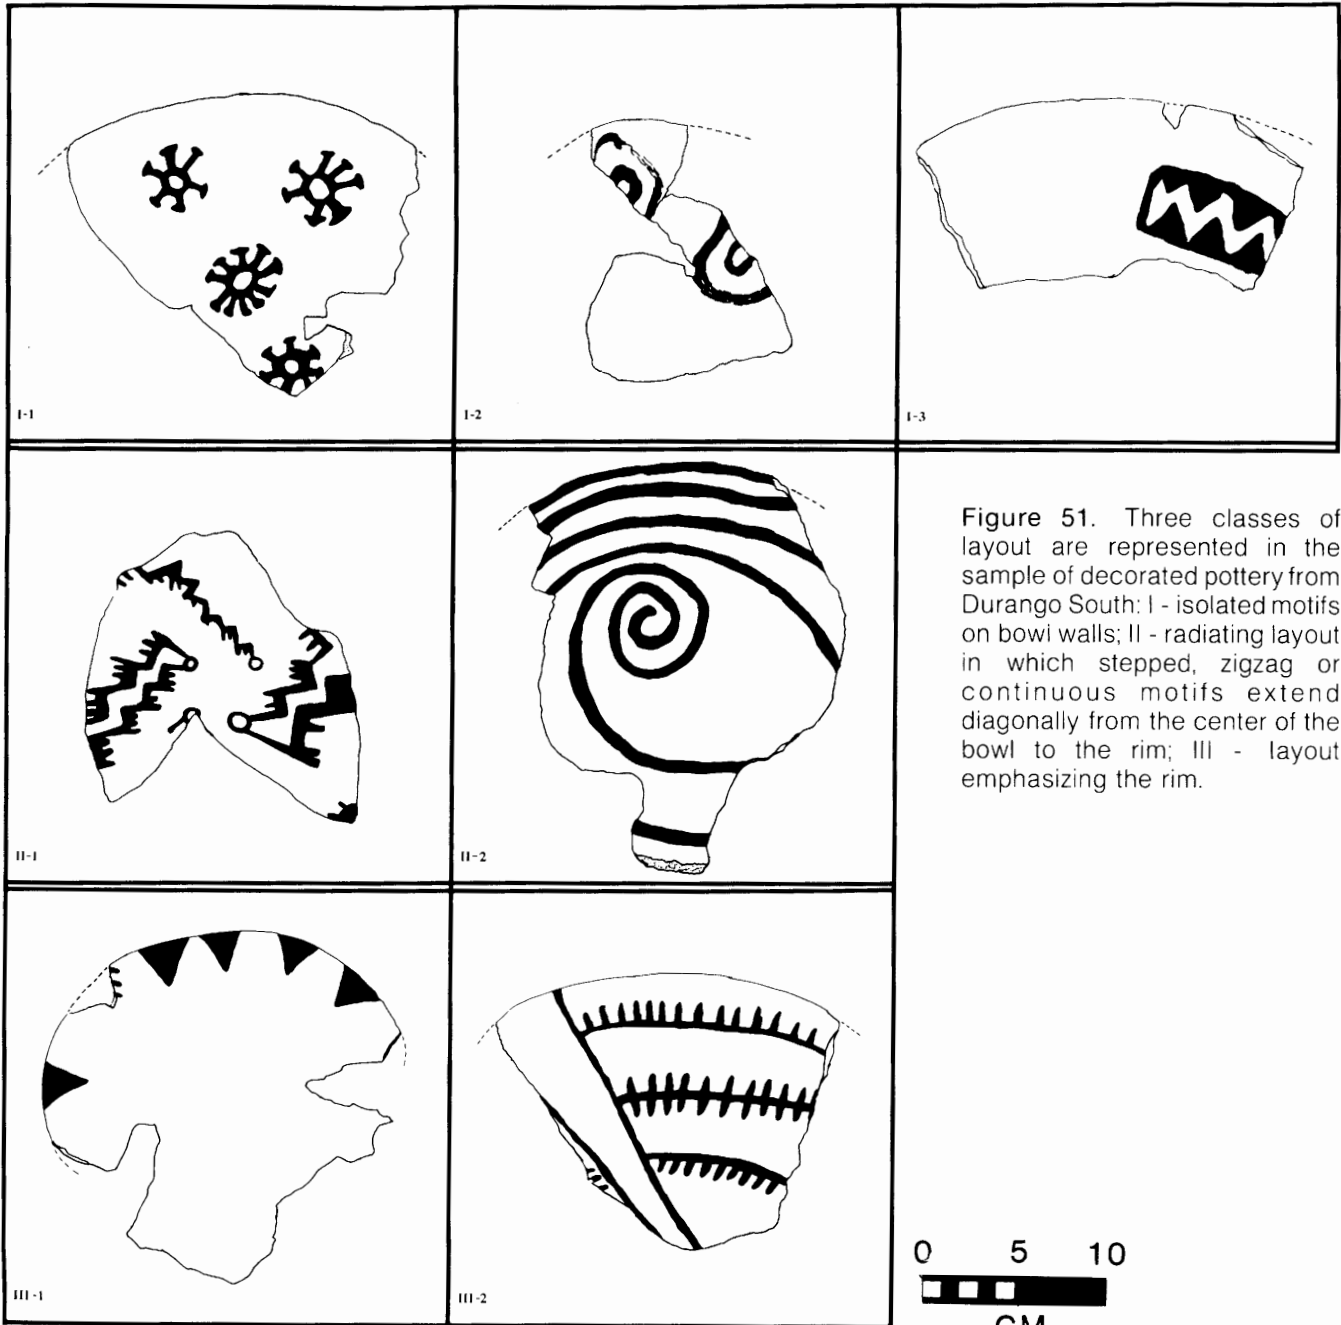 I-1
I-2
I-3
Figure 51. Three classes of
layout are represented in the
sample of decorated pottery from
Durango South: I - isolated motifs
on bowl walls; II - radiating layout
in which stepped, zigzag or
continuous motifs extend
diagonally from the center of the
bowl to the rim; III - layout
emphasizing the rim.
II-1
II-2
III-1
III-2
0 5 10
CM